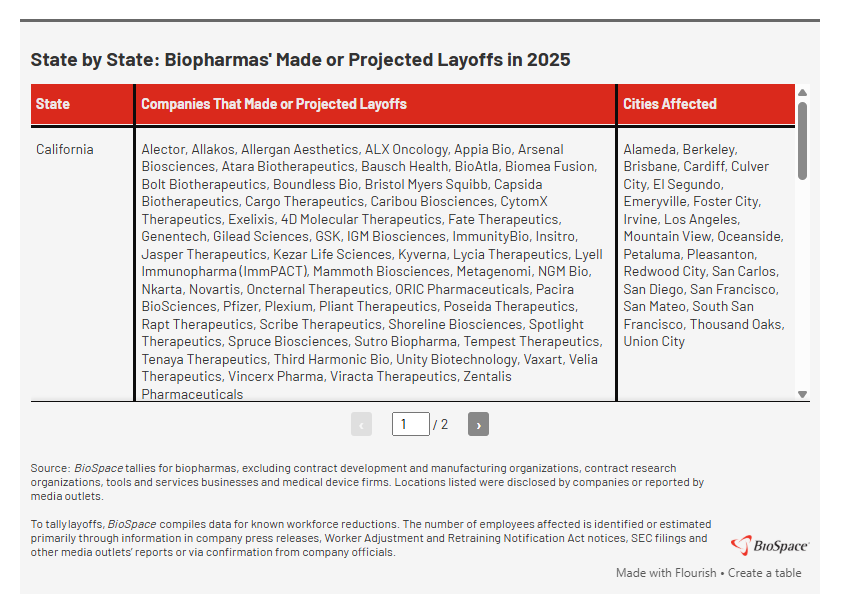 State by State: Biopharmas' Made or Projected Layoffs in 2025
State
Companies That Made or Projected Layoffs
Cities Affected
California
Alector, Allakos, Allergan Aesthetics, ALX Oncology, Appia Bio, Arsenal
Biosciences, Atara Biotherapeutics, Bausch Health, BioAtla, Biomea Fusion,
Bolt Biotherapeutics, Boundless Bio, Bristol Myers Squibb, Capsida
Biotherapeutics, Cargo Therapeutics, Caribou Biosciences, CytomX
Therapeutics, Exelixis, 4D Molecular Therapeutics, Fate Therapeutics,
Genentech, Gilead Sciences, GSK, IGM Biosciences, ImmunityBio, Insitro,
Jasper Therapeutics, Kezar Life Sciences, Kyverna, Lycia Therapeutics, Lyell
Immunopharma (ImmPACT), Mammoth Biosciences, Metagenomi, NGM Bio,
Nkarta, Novartis, Oncternal Therapeutics, ORIC Pharmaceuticals, Pacira
BioSciences, Pfizer, Plexium, Pliant Therapeutics, Poseida Therapeutics,
Rapt Therapeutics, Scribe Therapeutics, Shoreline Biosciences, Spotlight
Therapeutics, Spruce Biosciences, Sutro Biopharma, Tempest Therapeutics,
Tenaya Therapeutics, Third Harmonic Bio, Unity Biotechnology, Vaxart, Velia
Therapeutics, Vincerx Pharma, Viracta Therapeutics, Zentalis
Pharmaceuticals
Alameda, Berkeley,
Brisbane, Cardiff, Culver
City, El Segundo,
Emeryville, Foster City,
Irvine, Los Angeles,
Mountain View, Oceanside,
Petaluma, Pleasanton,
Redwood City, San Carlos,
San Diego, San Francisco,
San Mateo, South San
Francisco, Thousand Oaks,
Union City
‹ 1 / 2 ›
Source: BioSpace tallies for biopharmas, excluding contract development and manufacturing organizations, contract research
organizations, tools and services businesses and medical device firms. Locations listed were disclosed by companies or reported by
media outlets.
To tally layoffs, BioSpace compiles data for known workforce reductions. The number of employees affected is identified or estimated
primarily through information in company press releases, Worker Adjustment and Retraining Notification Act notices, SEC filings and
other media outlets' reports or via confirmation from company officials.
BioSpace
Made with Flourish • Create a table